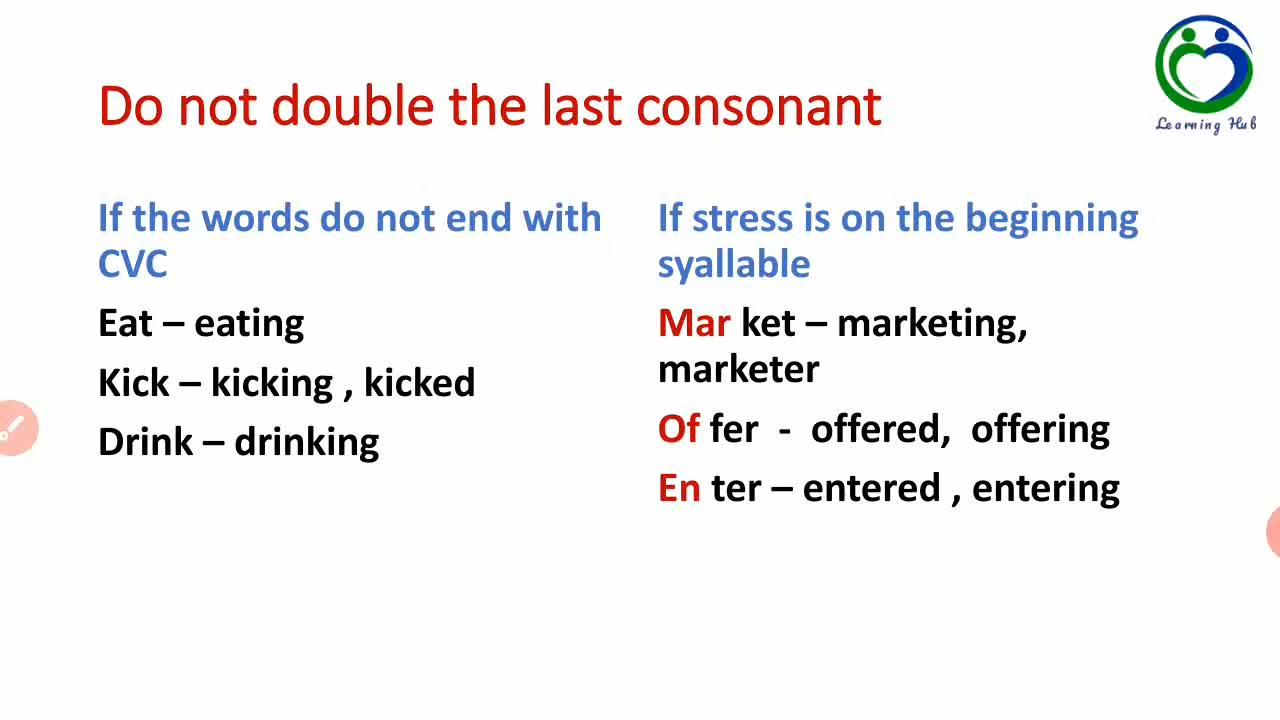 Learning Hub
Do not double the last consonant
If the words do not end with
CVC
Eat – eating
Kick – kicking , kicked
Drink – drinking
If stress is on the beginning
syallable
Mar ket – marketing,
marketer
Of fer - offered, offering
En ter – entered , entering